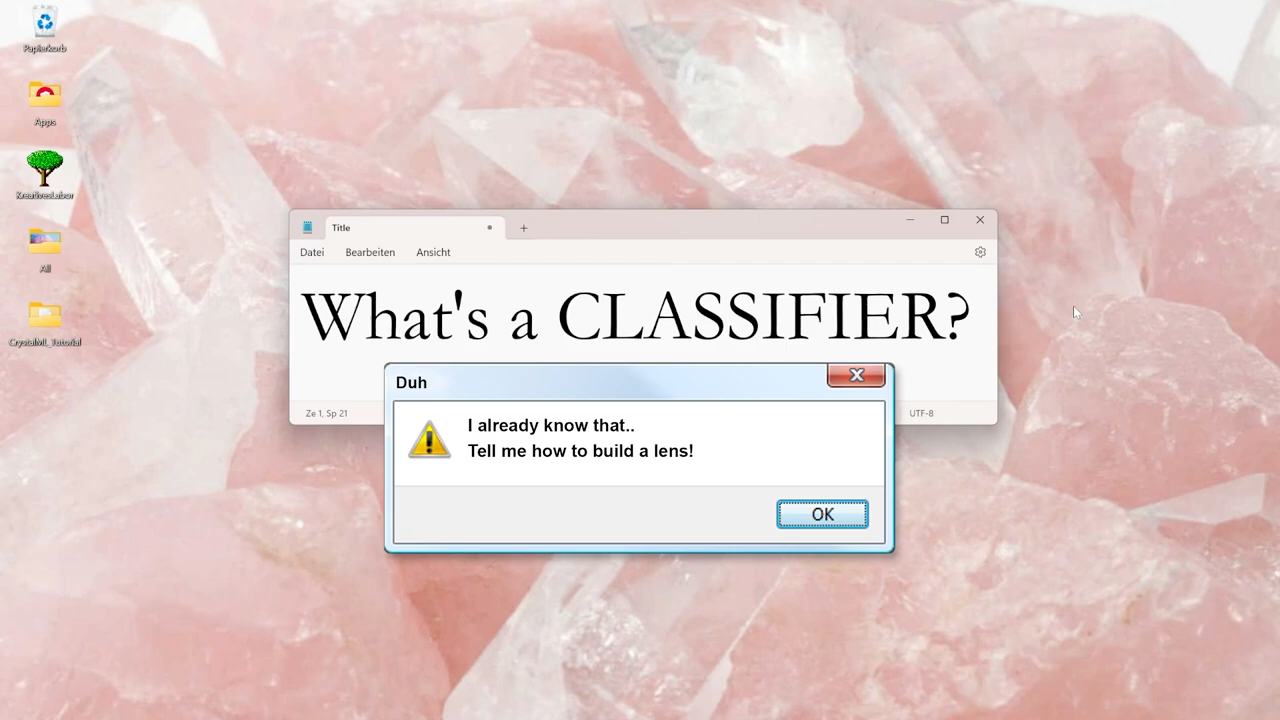 Papierkorb
Apps
KreativesLabor
All
CrystalML_Tutorial
Title
Datei Bearbeiten Ansicht
What's a CLASSIFIER?
Ze 1, Sp 21 UTF-8
Duh
I already know that..
Tell me how to build a lens!
OK